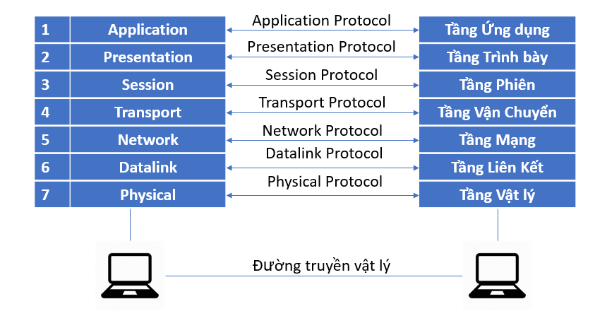 1 Application Application Protocol Tầng Ứng dụng
2 Presentation Presentation Protocol Tầng Trình bày
3 Session Session Protocol Tầng Phiên
4 Transport Transport Protocol Tầng Vận Chuyển
5 Network Network Protocol Tầng Mạng
6 Datalink Datalink Protocol Tầng Liên Kết
7 Physical Physical Protocol Tầng Vật lý
Đường truyền vật lý